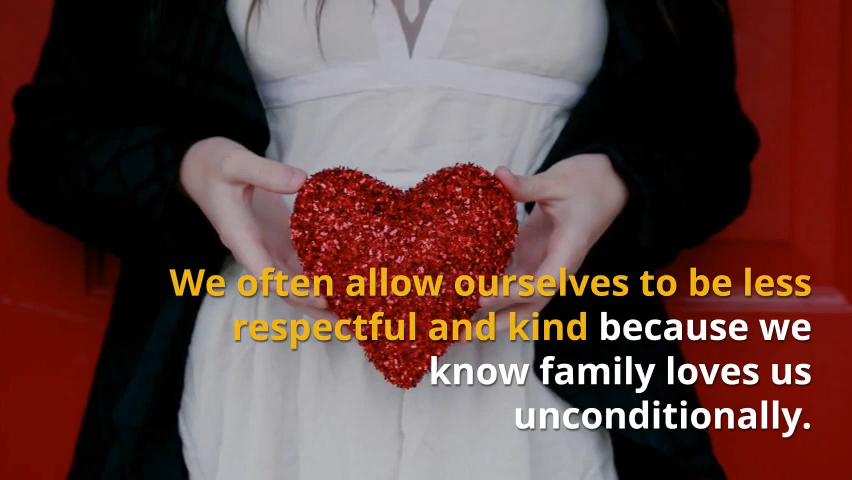 We often allow ourselves to be less
respectful and kind because we
know family loves us
unconditionally.